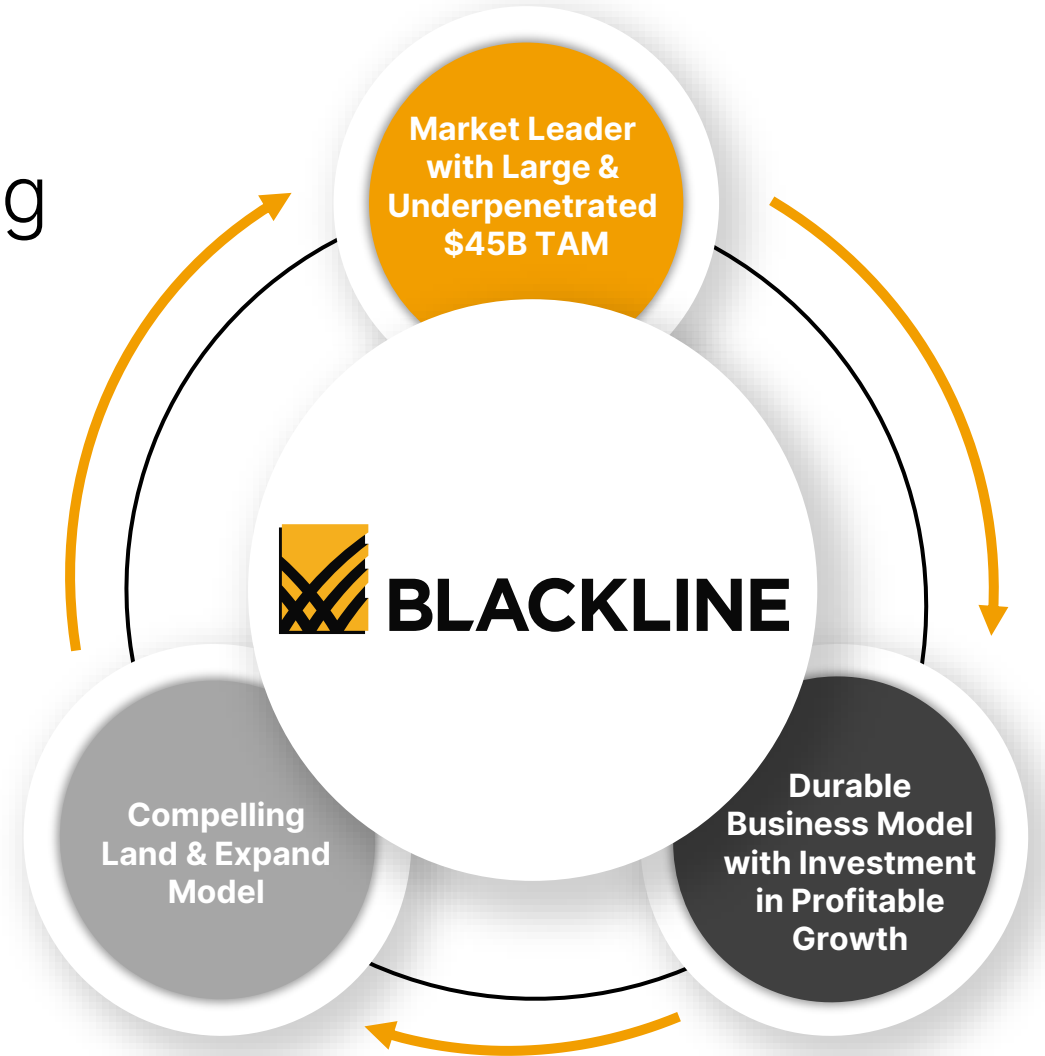 g
Market Leader
with Large &
Underpenetrated
$45B TAM
BLACKLINE
Compelling
Land & Expand
Model
Durable
Business Model
with Investment
in Profitable
Growth